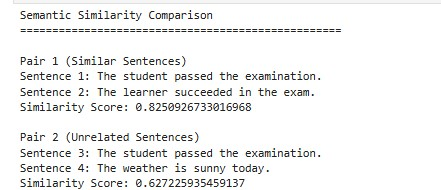 Semantic Similarity Comparison
==================================================
Pair 1 (Similar Sentences)
Sentence 1: The student passed the examination.
Sentence 2: The learner succeeded in the exam.
Similarity Score: 0.8250926733016968
Pair 2 (Unrelated Sentences)
Sentence 3: The student passed the examination.
Sentence 4: The weather is sunny today.
Similarity Score: 0.627225935459137